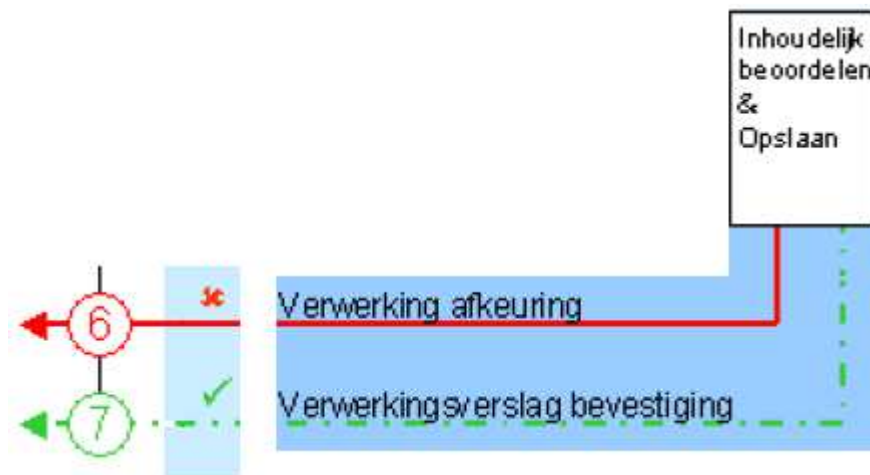 Inhoudelijk
beoordelen
&
Opslaan
6
Verwerking afkeuring
7
Verwerkingsverslag bevestiging